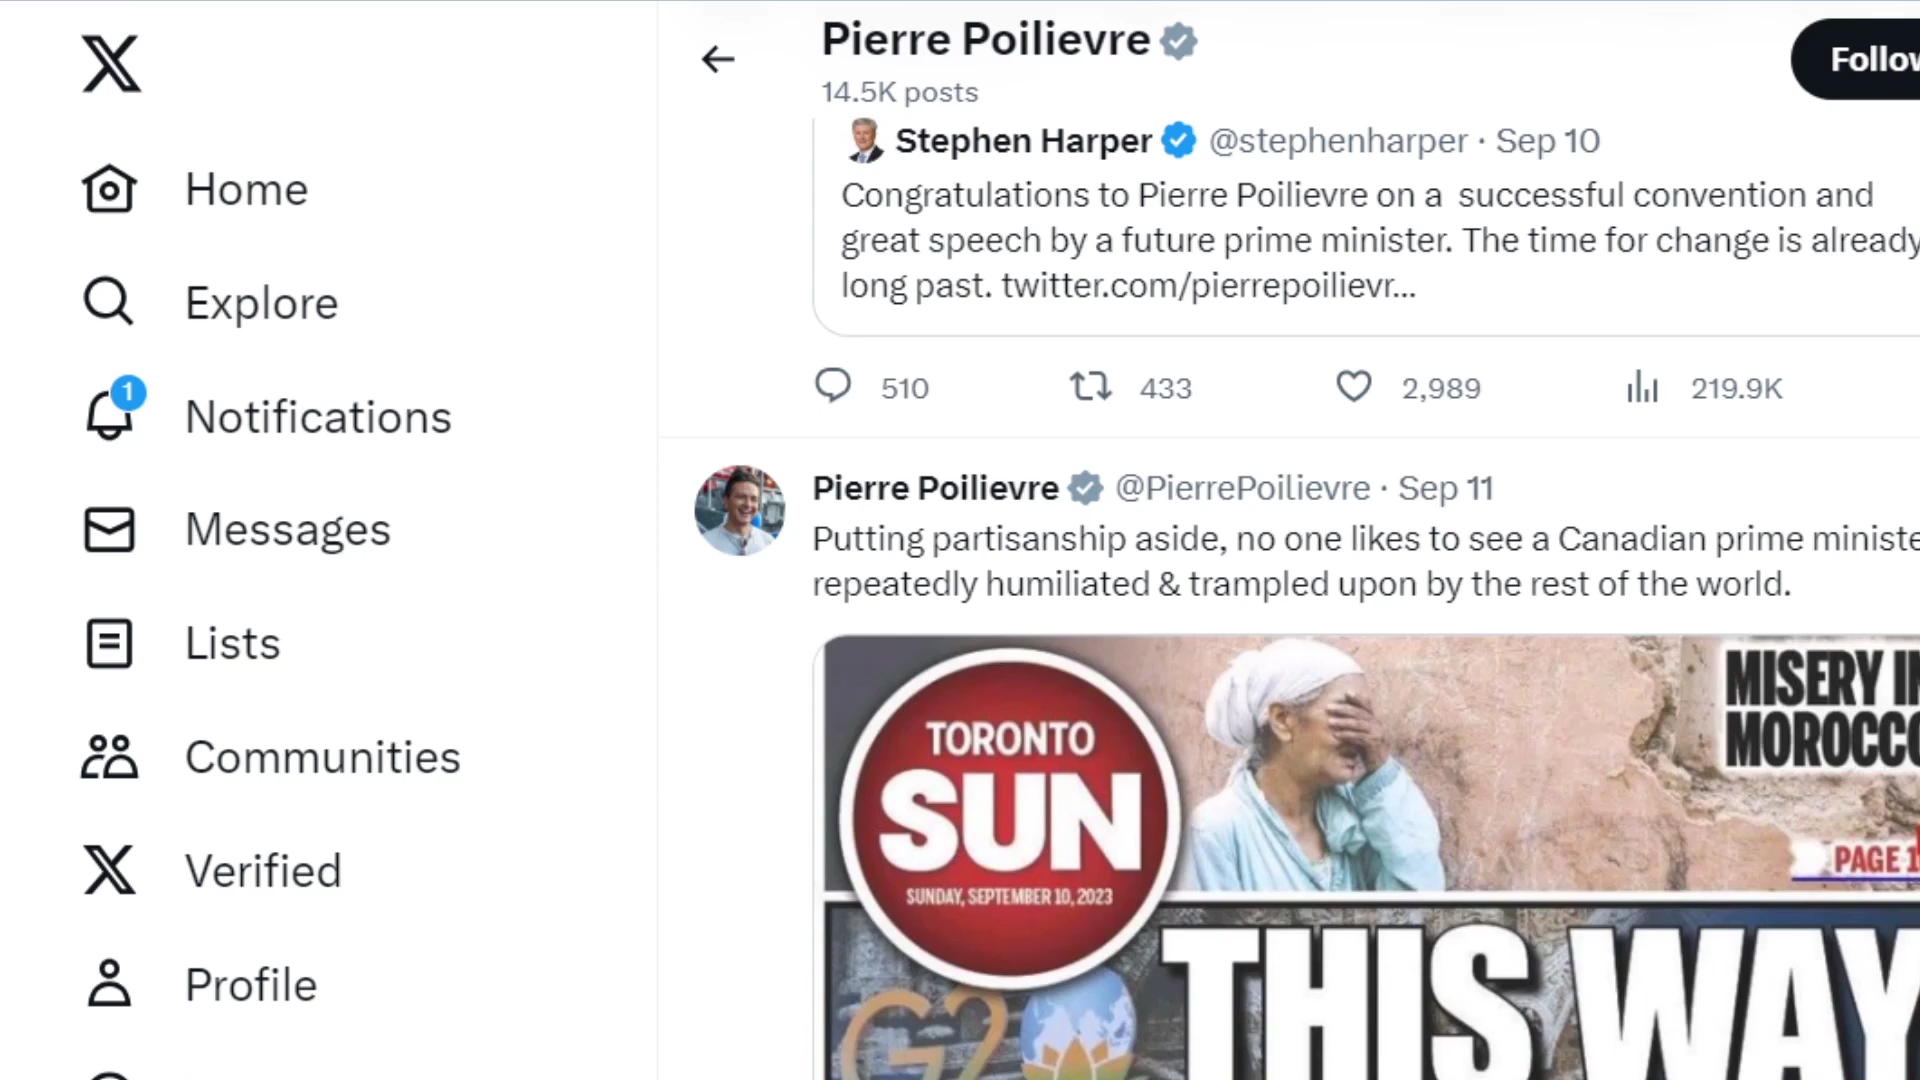 Pierre Poilievre
Follow
14.5K posts
Stephen Harper @stephenharper · Sep 10
Congratulations to Pierre Poilievre on a successful convention and
great speech by a future prime minister. The time for change is already
long past. twitter.com/pierrepoilievr...
510 433 2,989 219.9K
Pierre Poilievre @PierrePoilievre · Sep 11
Putting partisanship aside, no one likes to see a Canadian prime ministe
repeatedly humiliated & trampled upon by the rest of the world.
TORONTO
SUN
SUNDAY, SEPTEMBER 10, 2023
MISERY IN
MOROCCO
PAGE 1
THIS WAY
G2
Home
Explore
1
Notifications
Messages
Lists
Communities
Verified
Profile